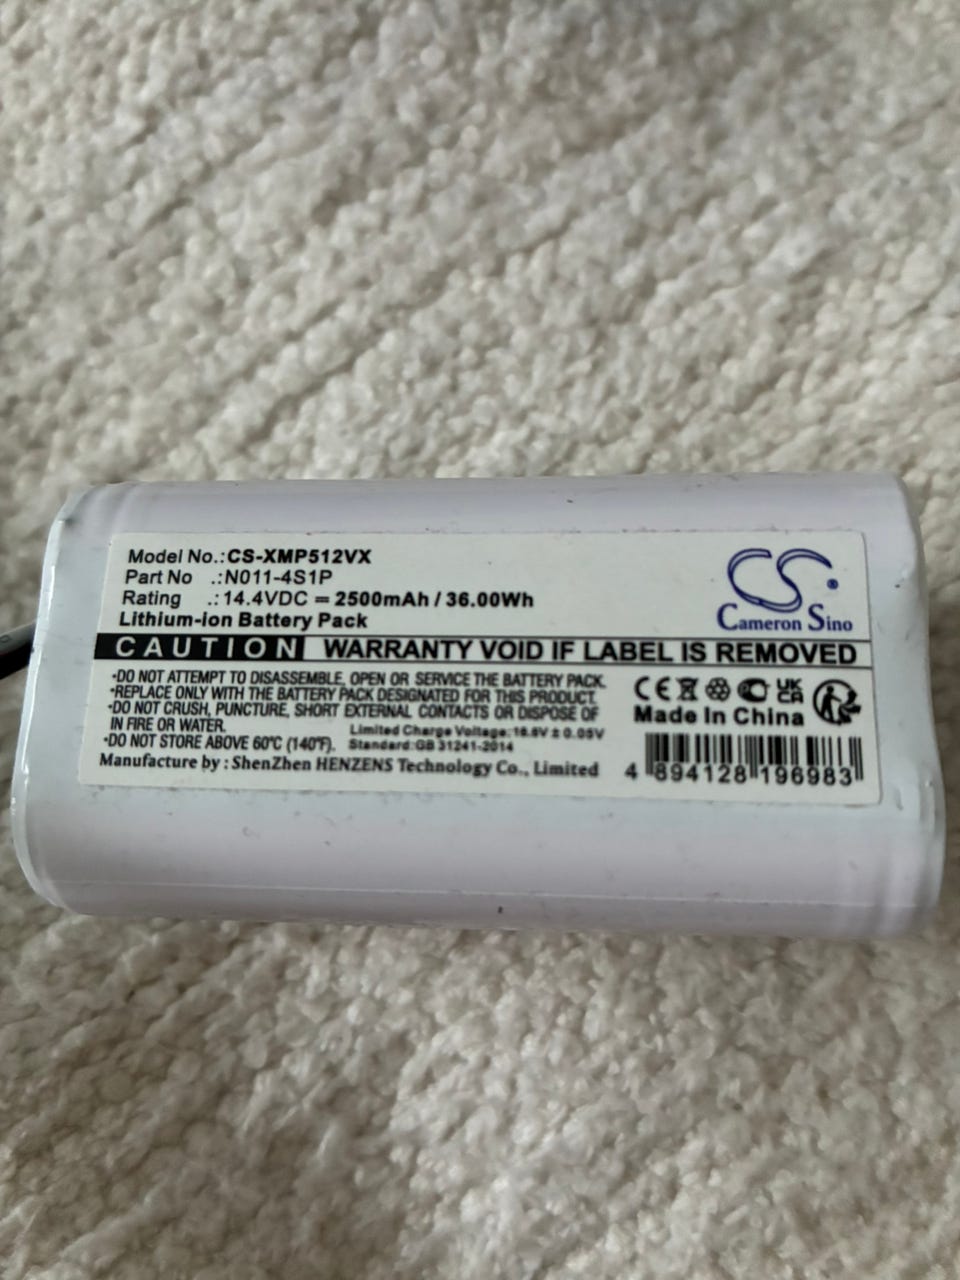 Model No.:CS-XMP512VX
Part No .:N011-4S1P
Rating .:14.4VDC = 2500mAh / 36.00Wh
Lithium-ion Battery Pack
CS®
Cameron Sino
CAUTION WARRANTY VOID IF LABEL IS REMOVED
•DO NOT ATTEMPT TO DISASSEMBLE, OPEN OR SERVICE THE BATTERY PACK.
•REPLACE ONLY WITH THE BATTERY PACK DESIGNATED FOR THIS PRODUCT.
•DO NOT CRUSH, PUNCTURE, SHORT EXTERNAL CONTACTS OR DISPOSE OF
IN FIRE OR WATER.
•DO NOT STORE ABOVE 60°C (140°F).
Limited Charge Voltage: 16.8V ± 0.05V
Standard:GB 31241-2014
Manufacture by : ShenZhen HENZENS Technology Co., Limited
CE UK CA
Made In China
4 894128 196983